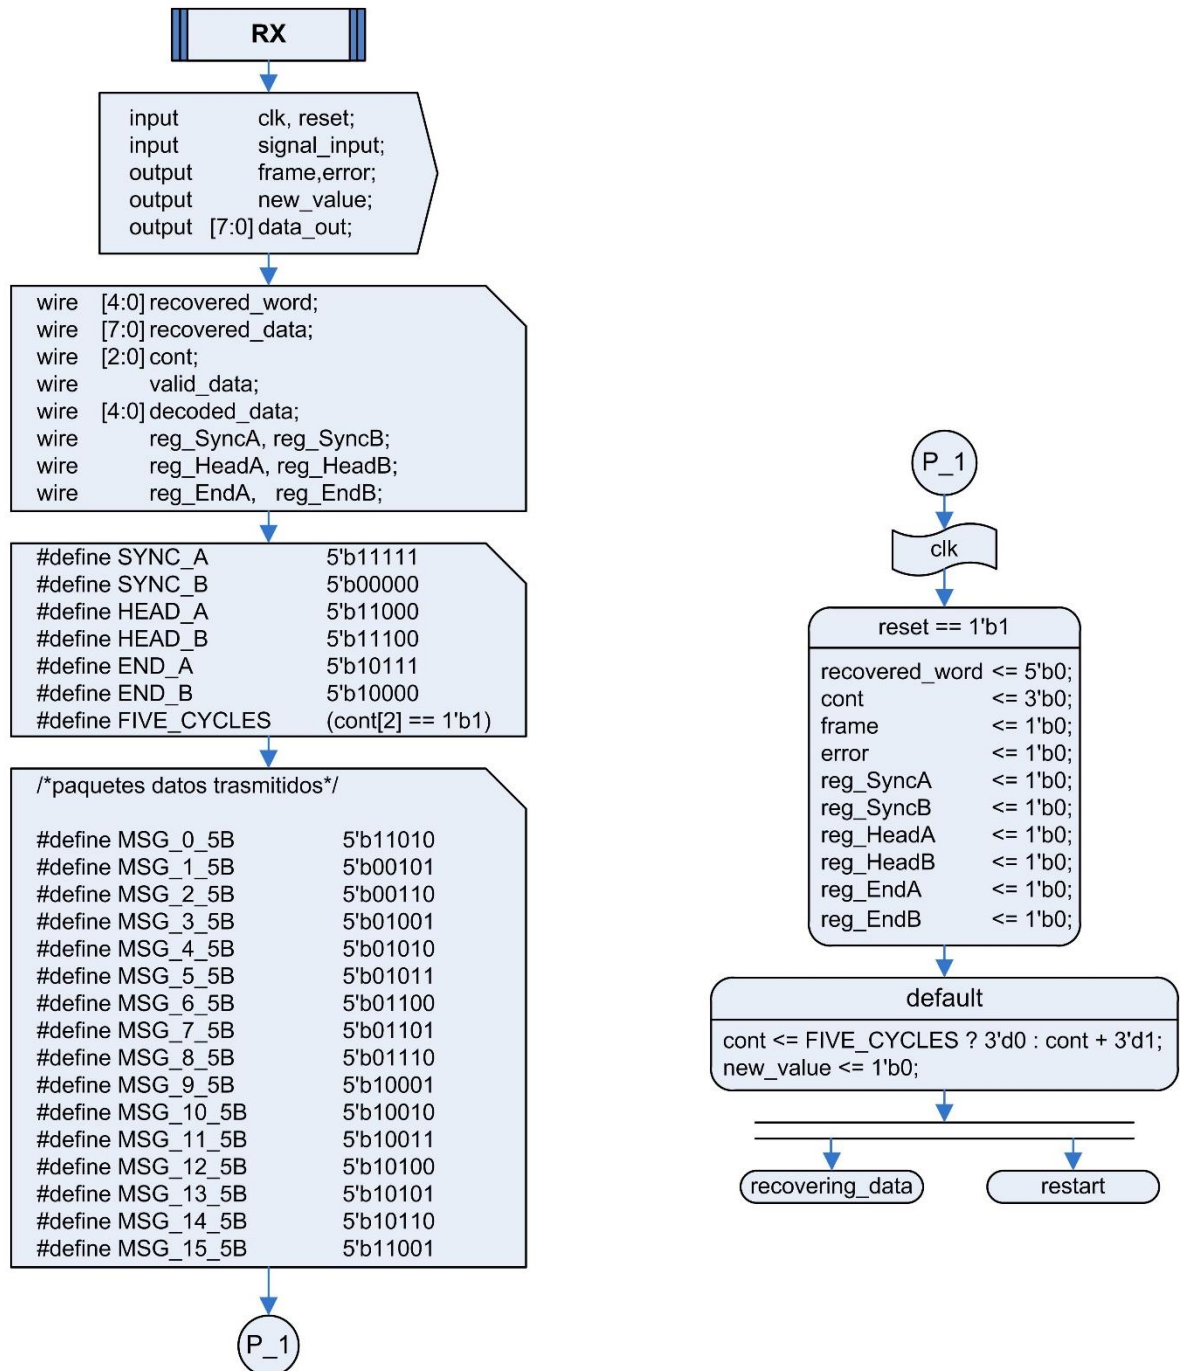 RX
input clk, reset;
input signal_input;
output frame,error;
output new_value;
output [7:0] data_out;
wire [4:0] recovered_word;
wire [7:0] recovered_data;
wire [2:0] cont;
wire valid_data;
wire [4:0] decoded_data;
wire reg_SyncA, reg_SyncB;
wire reg_HeadA, reg_HeadB;
wire reg_EndA, reg_EndB;
#define SYNC_A 5'b11111
#define SYNC_B 5'b00000
#define HEAD_A 5'b11000
#define HEAD_B 5'b11100
#define END_A 5'b10111
#define END_B 5'b10000
#define FIVE_CYCLES (cont[2] == 1'b1)
/*paquetes datos trasmitidos*/
#define MSG_0_5B 5'b11010
#define MSG_1_5B 5'b00101
#define MSG_2_5B 5'b00110
#define MSG_3_5B 5'b01001
#define MSG_4_5B 5'b01010
#define MSG_5_5B 5'b01011
#define MSG_6_5B 5'b01100
#define MSG_7_5B 5'b01101
#define MSG_8_5B 5'b01110
#define MSG_9_5B 5'b10001
#define MSG_10_5B 5'b10010
#define MSG_11_5B 5'b10011
#define MSG_12_5B 5'b10100
#define MSG_13_5B 5'b10101
#define MSG_14_5B 5'b10110
#define MSG_15_5B 5'b11001
P_1
P_1
clk
reset == 1'b1
recovered_word <= 5'b0;
cont <= 3'b0;
frame <= 1'b0;
error <= 1'b0;
reg_SyncA <= 1'b0;
reg_SyncB <= 1'b0;
reg_HeadA <= 1'b0;
reg_HeadB <= 1'b0;
reg_EndA <= 1'b0;
reg_EndB <= 1'b0;
default
cont <= FIVE_CYCLES ? 3'd0 : cont + 3'd1;
new_value <= 1'b0;
recovering_data
restart